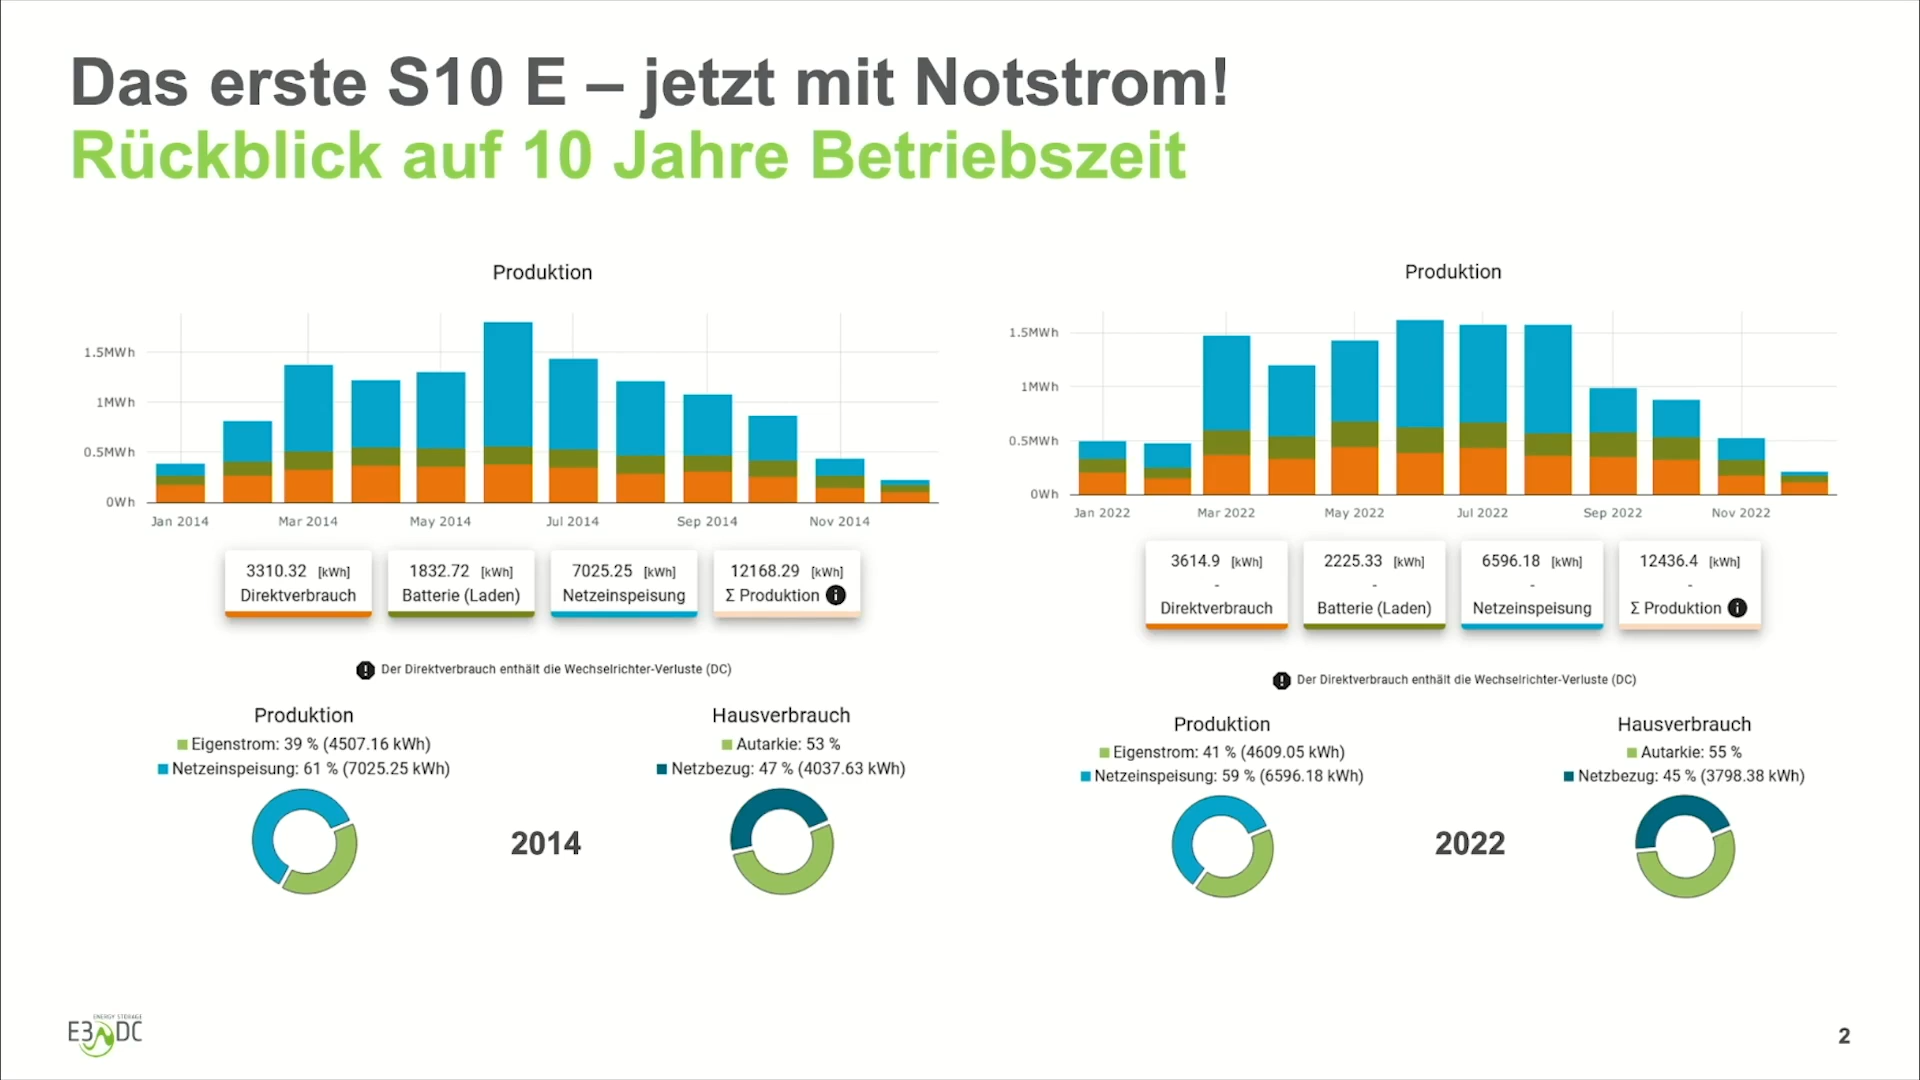 Das erste S10 E – jetzt mit Notstrom!
Rückblick auf 10 Jahre Betriebszeit
Produktion
1.5MWh
1MWh
0.5MWh
0Wh
Jan 2014 Mar 2014 May 2014 Jul 2014 Sep 2014 Nov 2014
3310.32 [kWh] 1832.72 [kWh] 7025.25 [kWh] 12168.29 [kWh]
Direktverbrauch Batterie (Laden) Netzeinspeisung Σ Produktion i
! Der Direktverbrauch enthält die Wechselrichter-Verluste (DC)
Produktion
Eigenstrom: 39 % (4507.16 kWh)
Netzeinspeisung: 61 % (7025.25 kWh)
Hausverbrauch
Autarkie: 53 %
Netzbezug: 47 % (4037.63 kWh)
2014
Produktion
1.5MWh
1MWh
0.5MWh
0Wh
Jan 2022 Mar 2022 May 2022 Jul 2022 Sep 2022 Nov 2022
3614.9 [kWh] 2225.33 [kWh] 6596.18 [kWh] 12436.4 [kWh]
- - - -
Direktverbrauch Batterie (Laden) Netzeinspeisung Σ Produktion i
! Der Direktverbrauch enthält die Wechselrichter-Verluste (DC)
Produktion
Eigenstrom: 41 % (4609.05 kWh)
Netzeinspeisung: 59 % (6596.18 kWh)
Hausverbrauch
Autarkie: 55 %
Netzbezug: 45 % (3798.38 kWh)
2022
ENERGY STORAGE
E3 DC
2